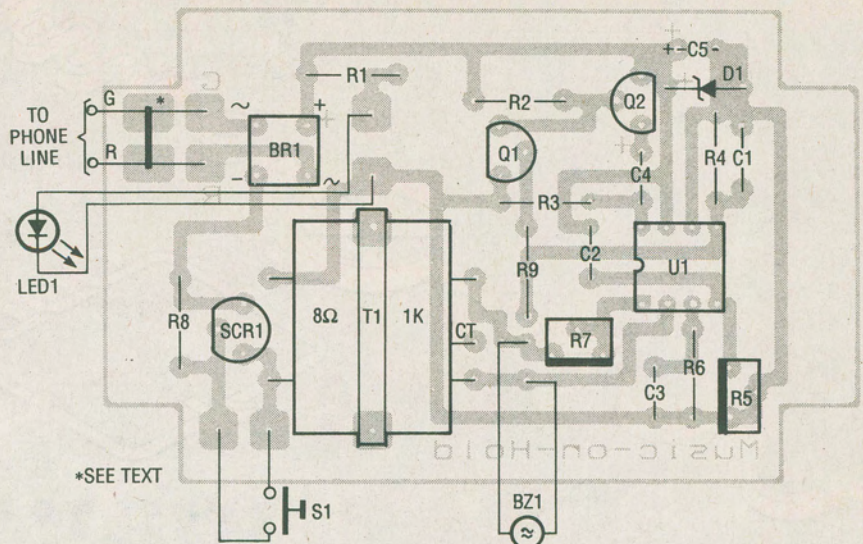 C5
+ -
D1
R1
R2
Q2
G
*
~
+
TO
PHONE
LINE
BR1
Q1
R4
C1
R
-
~
C4
R3
LED1
R9
C2
U1
R8
SCR1
8Ω
T1
1K
CT
R7
R6
C3
R5
Music-on-Hold
*SEE TEXT
S1
BZ1
≈